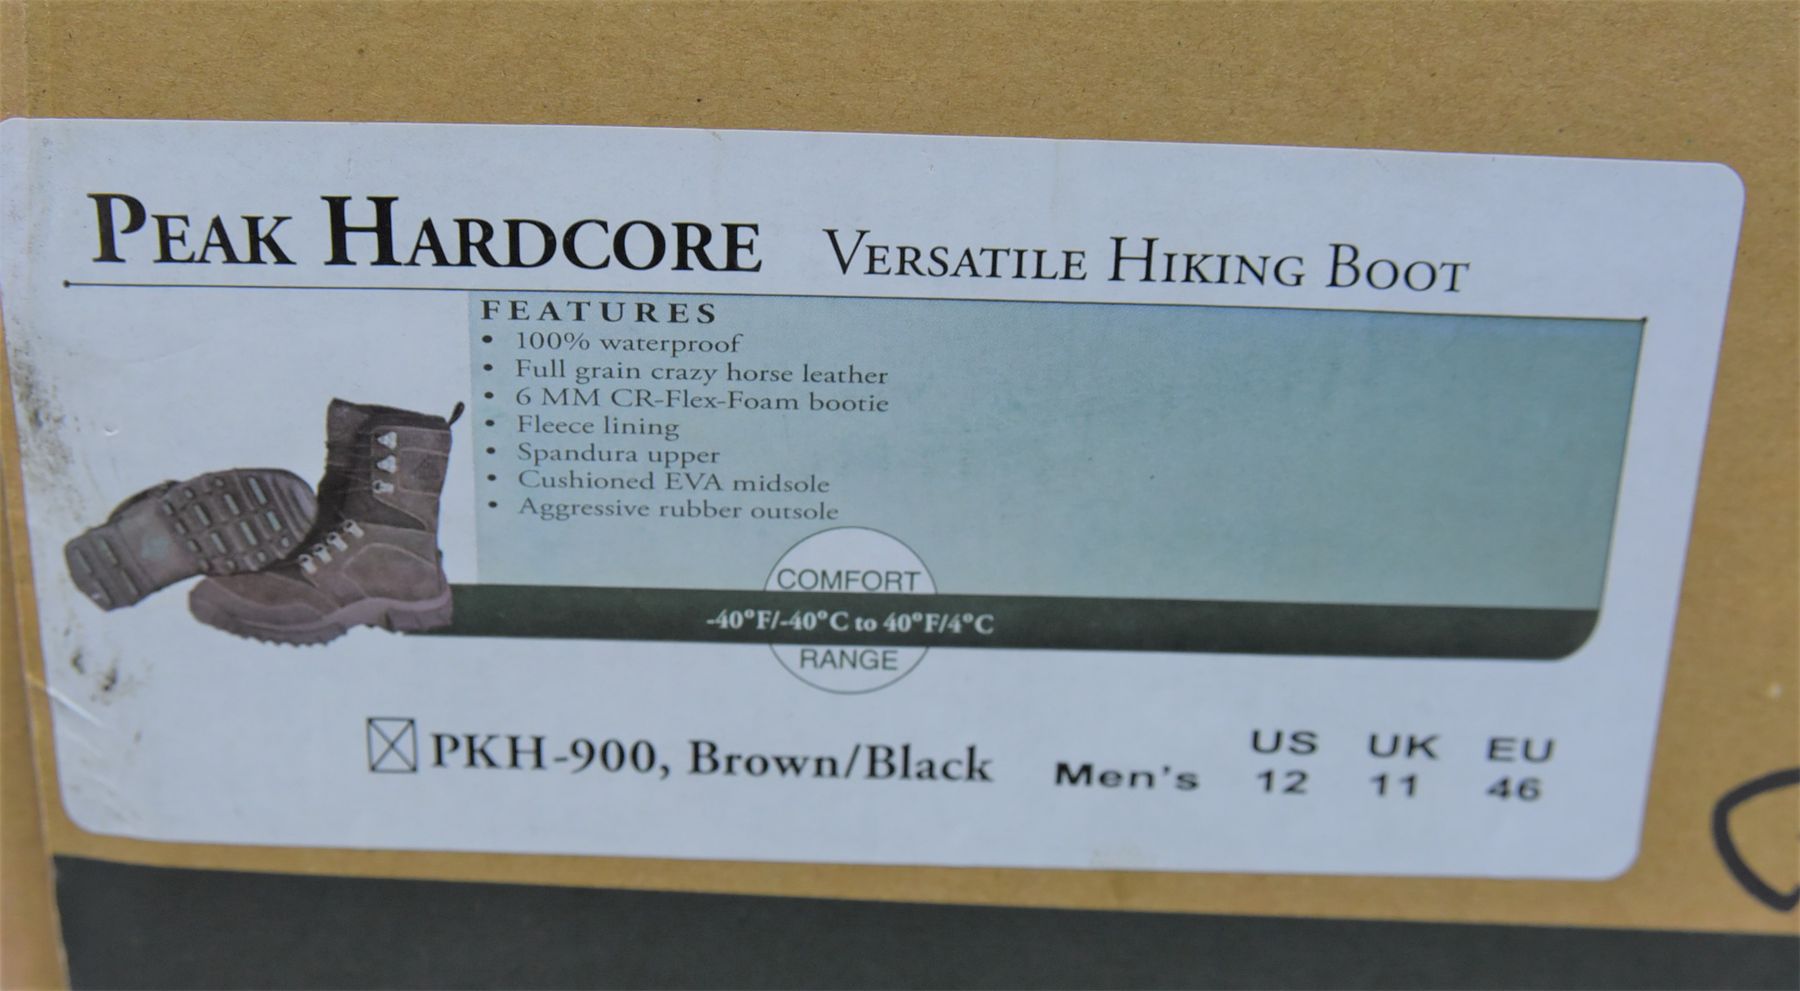 PEAK HARDCORE VERSATILE HIKING BOOT
FEATURES
• 100% waterproof
• Full grain crazy horse leather
• 6 MM CR-Flex-Foam bootie
• Fleece lining
• Spandura upper
• Cushioned EVA midsole
• Aggressive rubber outsole
COMFORT
-40°F/-40°C to 40°F/4°C
RANGE
PKH-900, Brown/Black
Men's
US UK EU
12 11 46